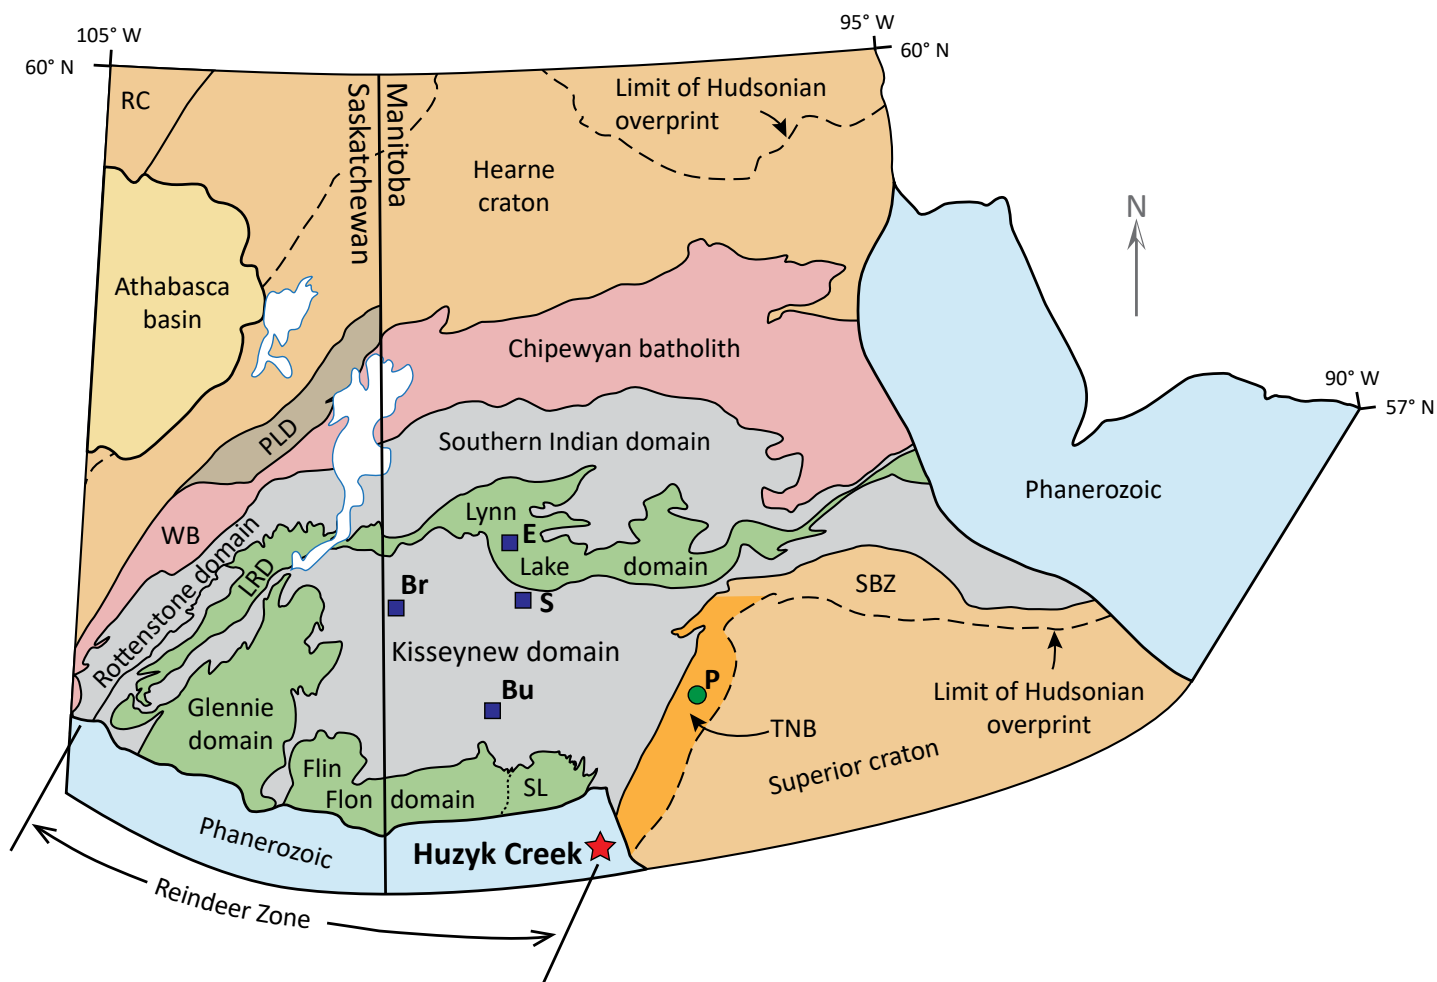 105° W
60° N
95° W
60° N
RC
Saskatchewan
Manitoba
Limit of Hudsonian
overprint
Hearne
craton
N
Athabasca
basin
Chipewyan batholith
90° W
57° N
PLD
Southern Indian domain
Phanerozoic
WB
Lynn
Lake domain
E
Rottenstone domain
LRD
Br
S
SBZ
Kisseynew domain
Bu
P
Limit of Hudsonian
overprint
Glennie
domain
TNB
Superior craton
Flin
Flon domain
SL
Phanerozoic
Huzyk Creek
Reindeer Zone